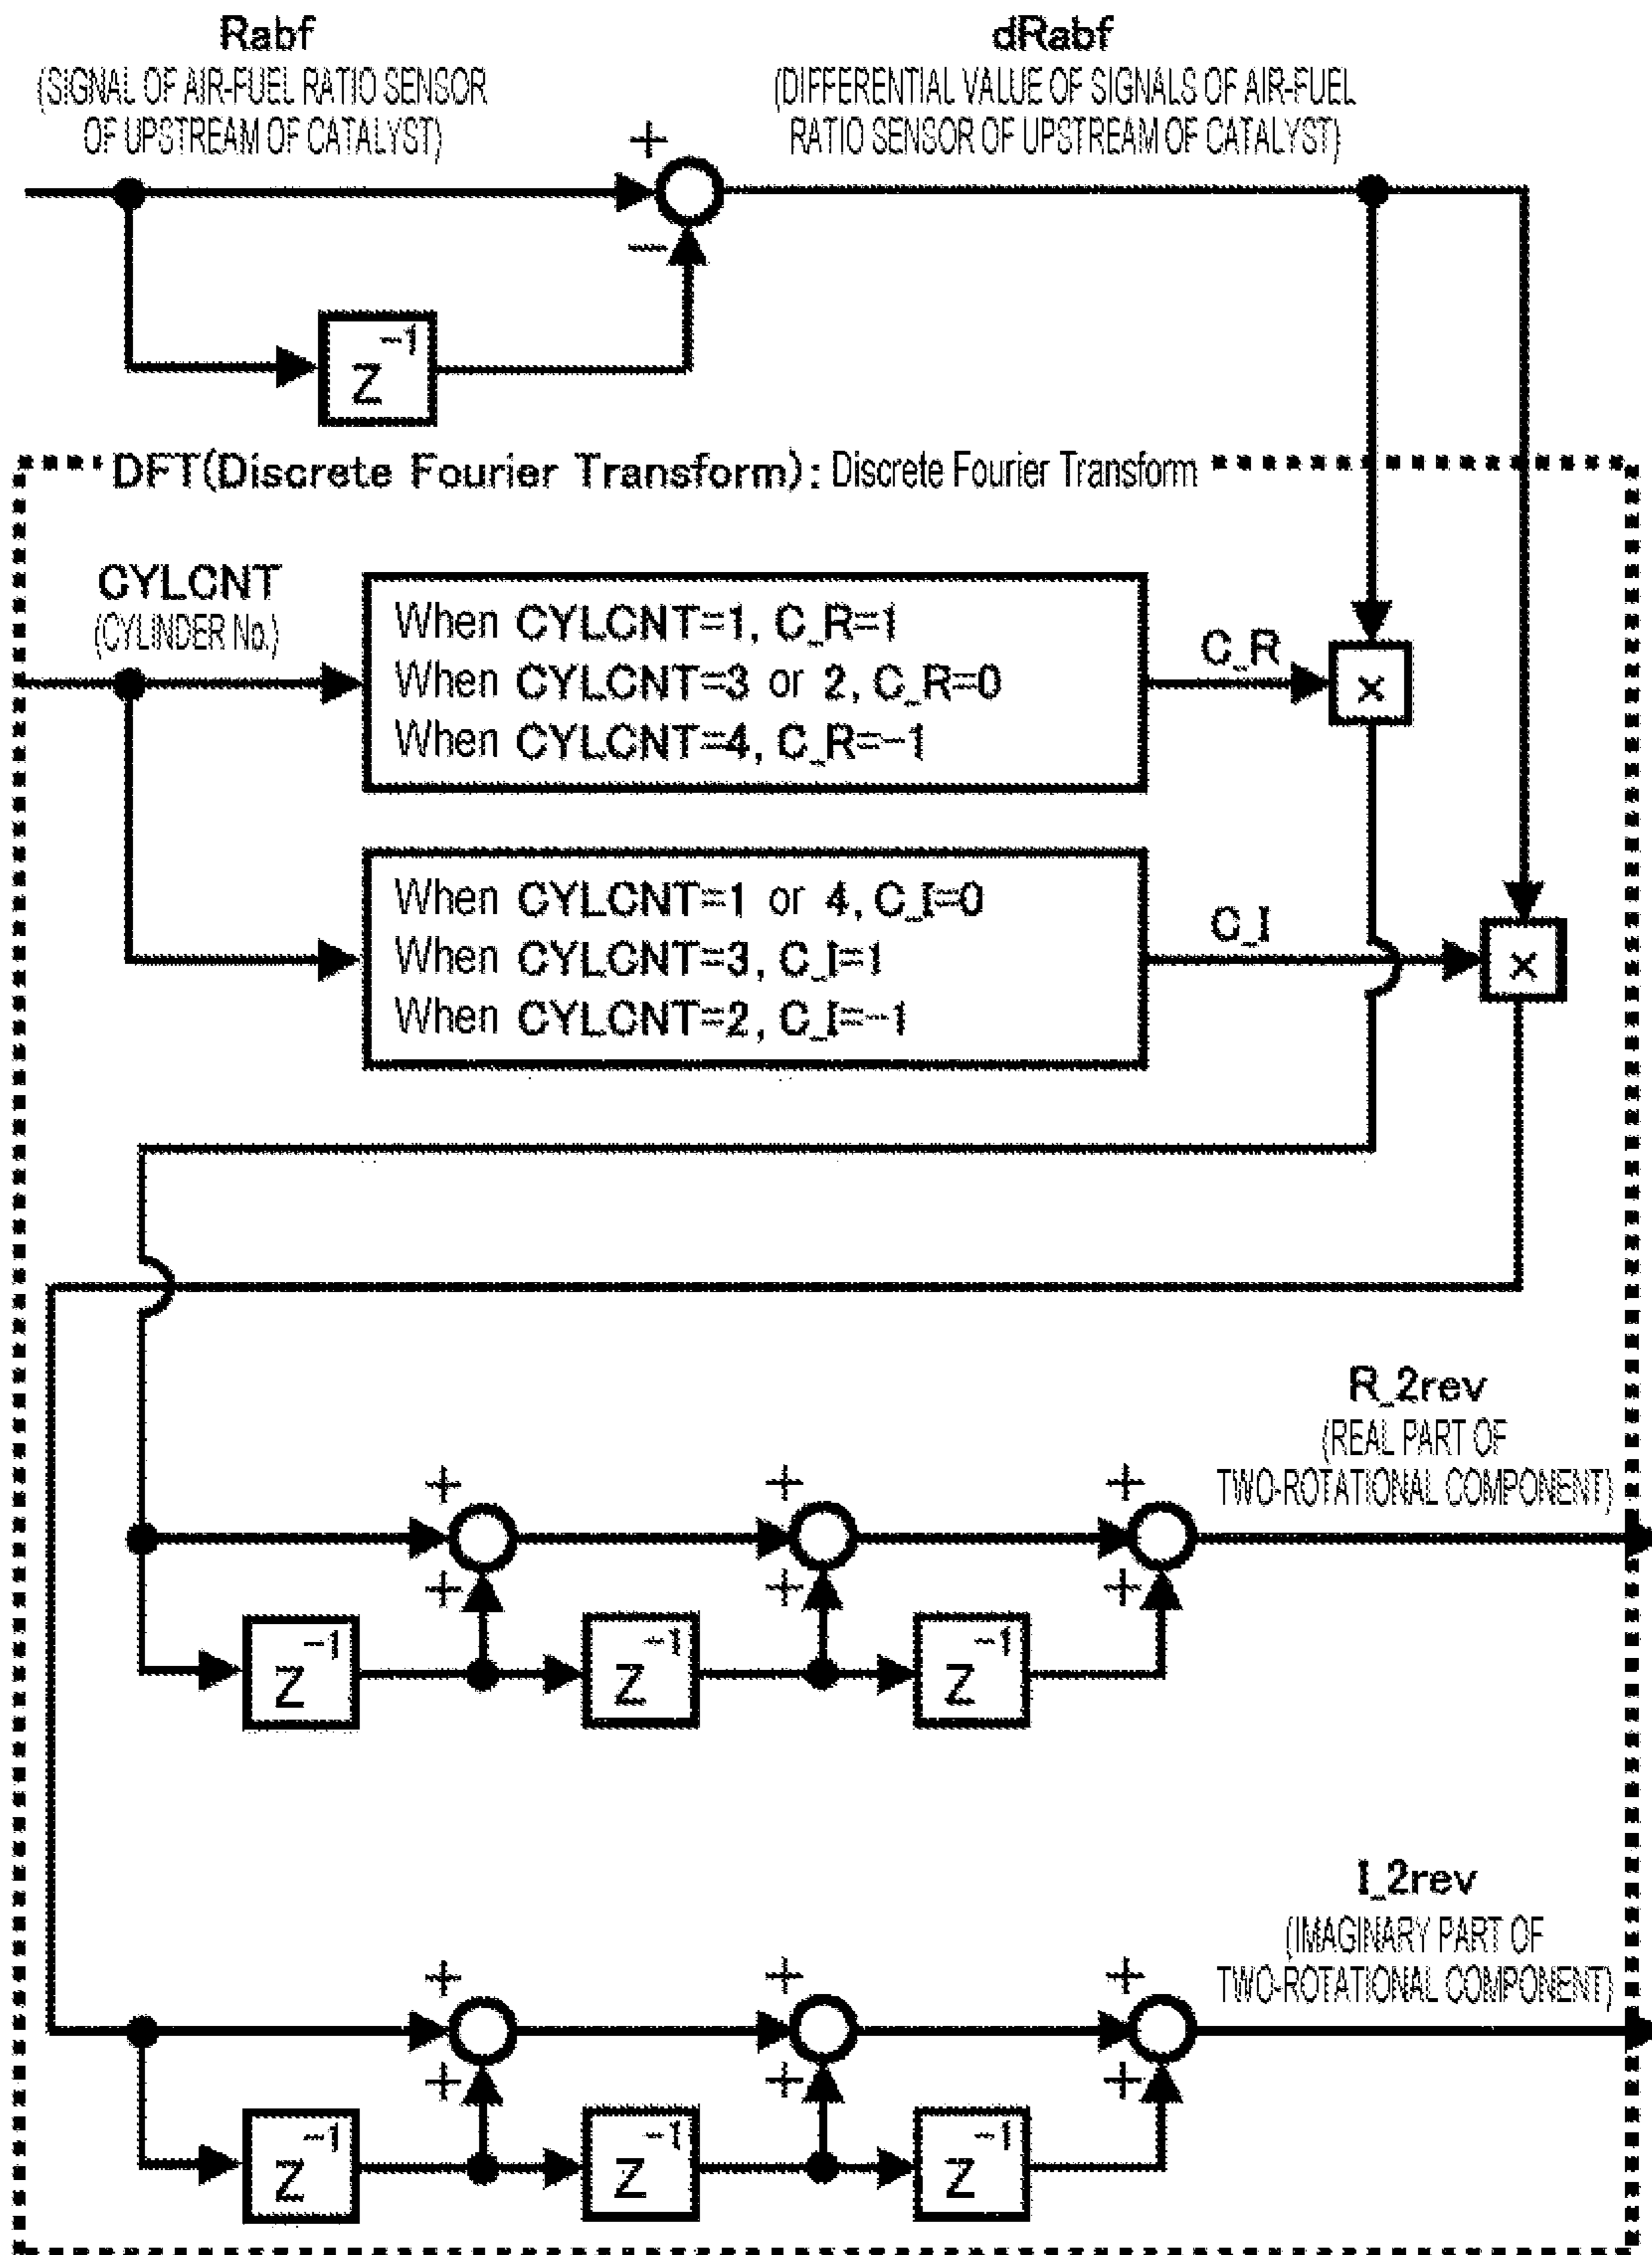 Rabf
(SIGNAL OF AIR-FUEL RATIO SENSOR
OF UPSTREAM OF CATALYST)
dRabf
(DIFFERENTIAL VALUE OF SIGNALS OF AIR-FUEL
RATIO SENSOR OF UPSTREAM OF CATALYST)
+
−
Z⁻¹
DFT(Discrete Fourier Transform): Discrete Fourier Transform
CYLCNT
(CYLINDER No.)
When CYLCNT=1, C_R=1
When CYLCNT=3 or 2, C_R=0
When CYLCNT=4, C_R=-1
C_R
×
When CYLCNT=1 or 4, C_I=0
When CYLCNT=3, C_I=1
When CYLCNT=2, C_I=-1
C_I
×
R_2rev
(REAL PART OF
TWO-ROTATIONAL COMPONENT)
+ + +
+ + +
Z⁻¹ Z⁻¹ Z⁻¹
I_2rev
(IMAGINARY PART OF
TWO-ROTATIONAL COMPONENT)
+ + +
+ + +
Z⁻¹ Z⁻¹ Z⁻¹